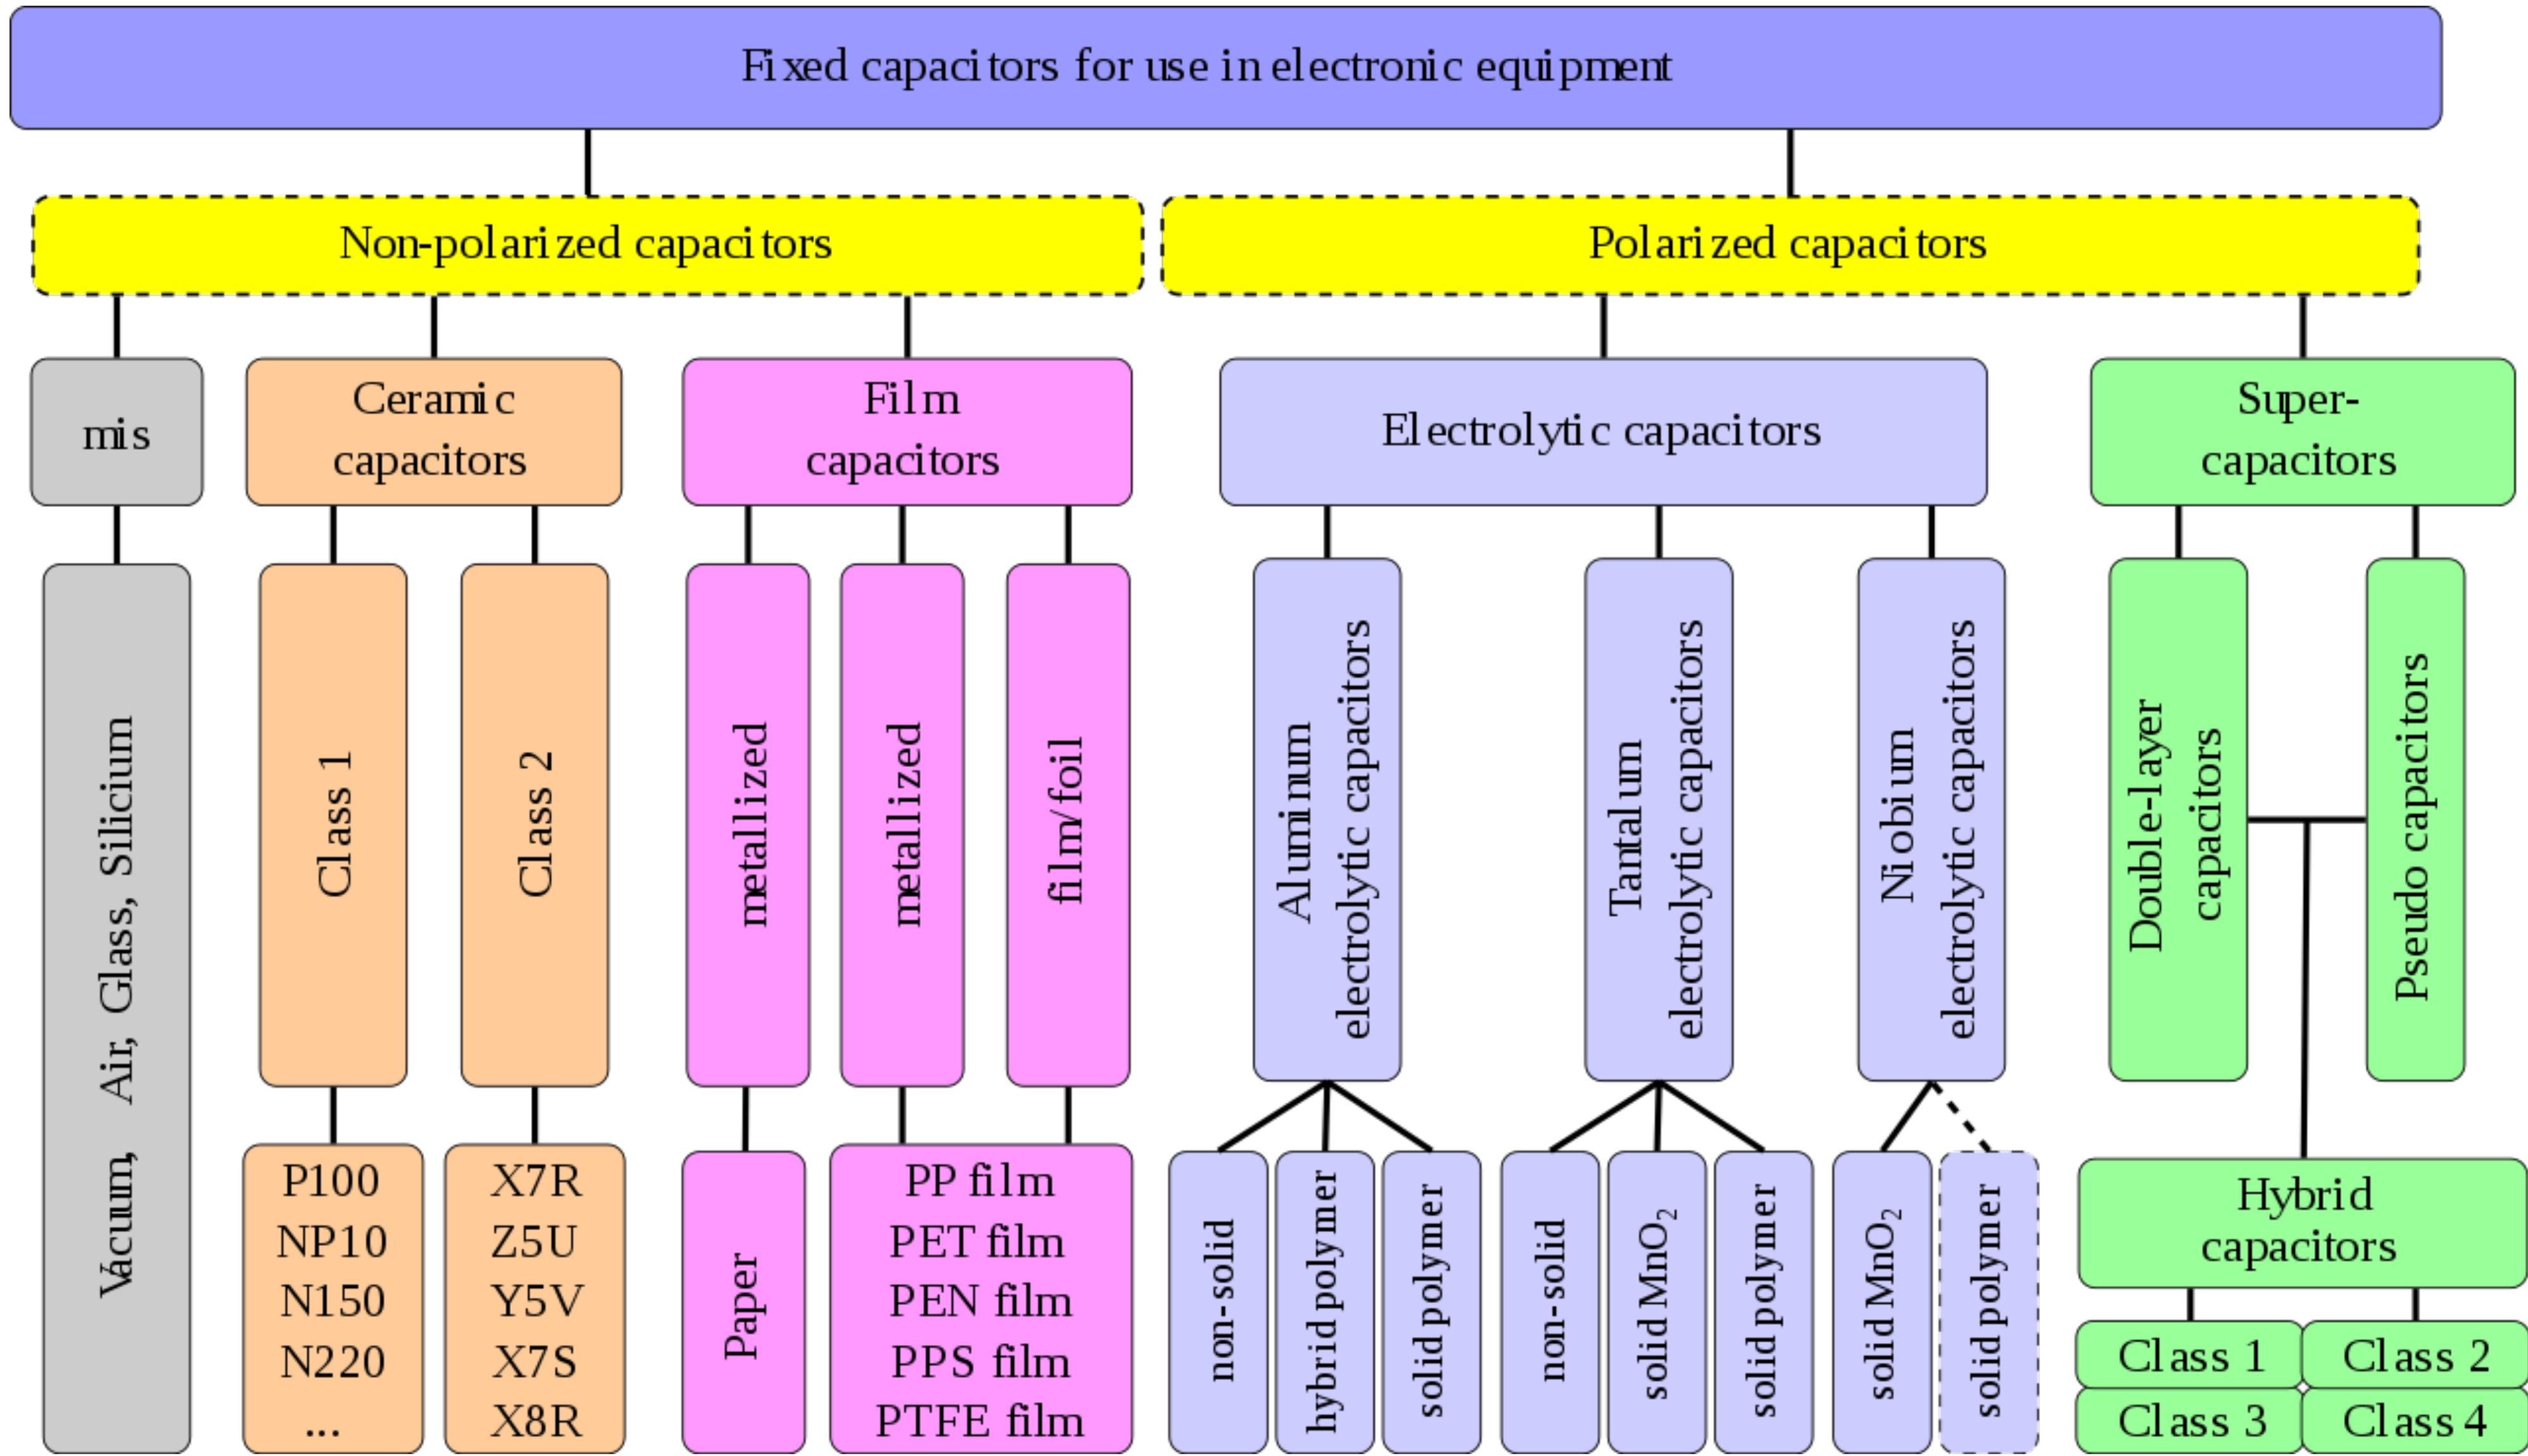 Fixed capacitors for use in electronic equipment
Non-polarized capacitors
Polarized capacitors
mis
Ceramic
capacitors
Film
capacitors
Electrolytic capacitors
Super-
capacitors
Vacuum, Air, Glass, Silicium
Class 1
Class 2
metallized
metallized
film/foil
Aluminum
electrolytic capacitors
Tantalum
electrolytic capacitors
Niobium
electrolytic capacitors
Double-layer
capacitors
Pseudo capacitors
P100
NP10
N150
N220
...
X7R
Z5U
Y5V
X7S
X8R
Paper
PP film
PET film
PEN film
PPS film
PTFE film
non-solid
hybrid polymer
solid polymer
non-solid
solid MnO₂
solid polymer
solid MnO₂
solid polymer
Hybrid
capacitors
Class 1
Class 2
Class 3
Class 4